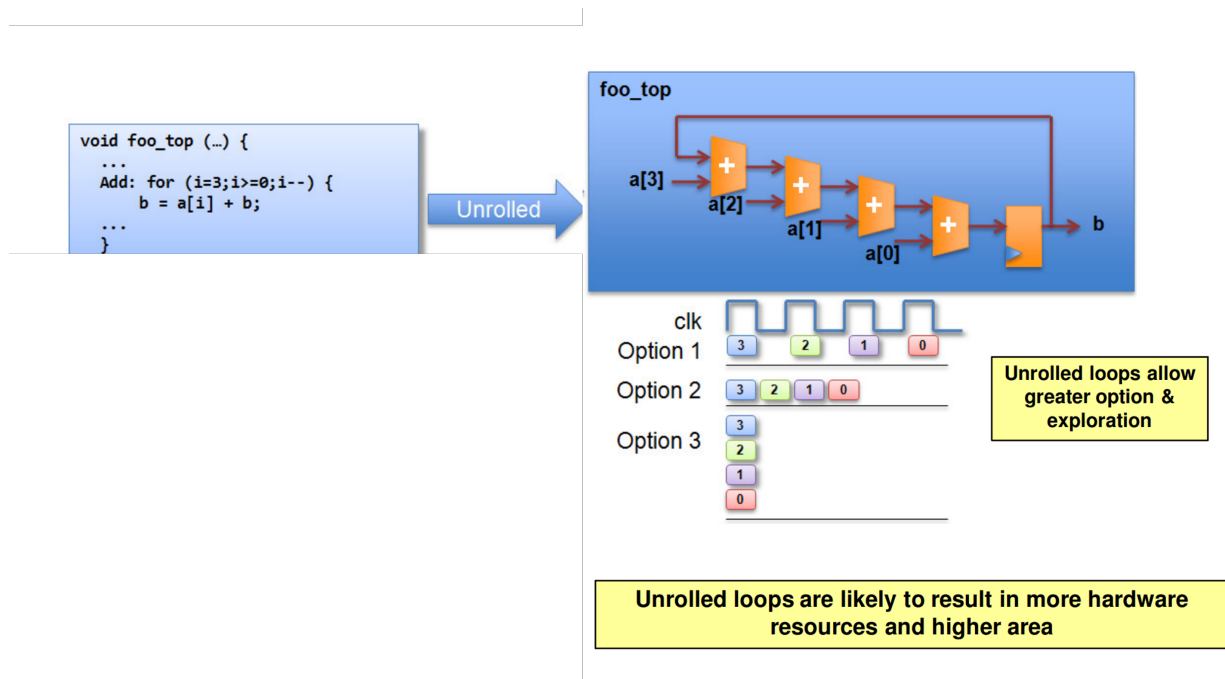 void foo_top (…) {
...
Add: for (i=3;i>=0;i--) {
b = a[i] + b;
...
}
Unrolled
foo_top
a[3]
+
a[2]
+
a[1]
+
a[0]
+
b
clk
Option 1
3 2 1 0
Option 2
3 2 1 0
Option 3
3
2
1
0
Unrolled loops allow
greater option &
exploration
Unrolled loops are likely to result in more hardware
resources and higher area